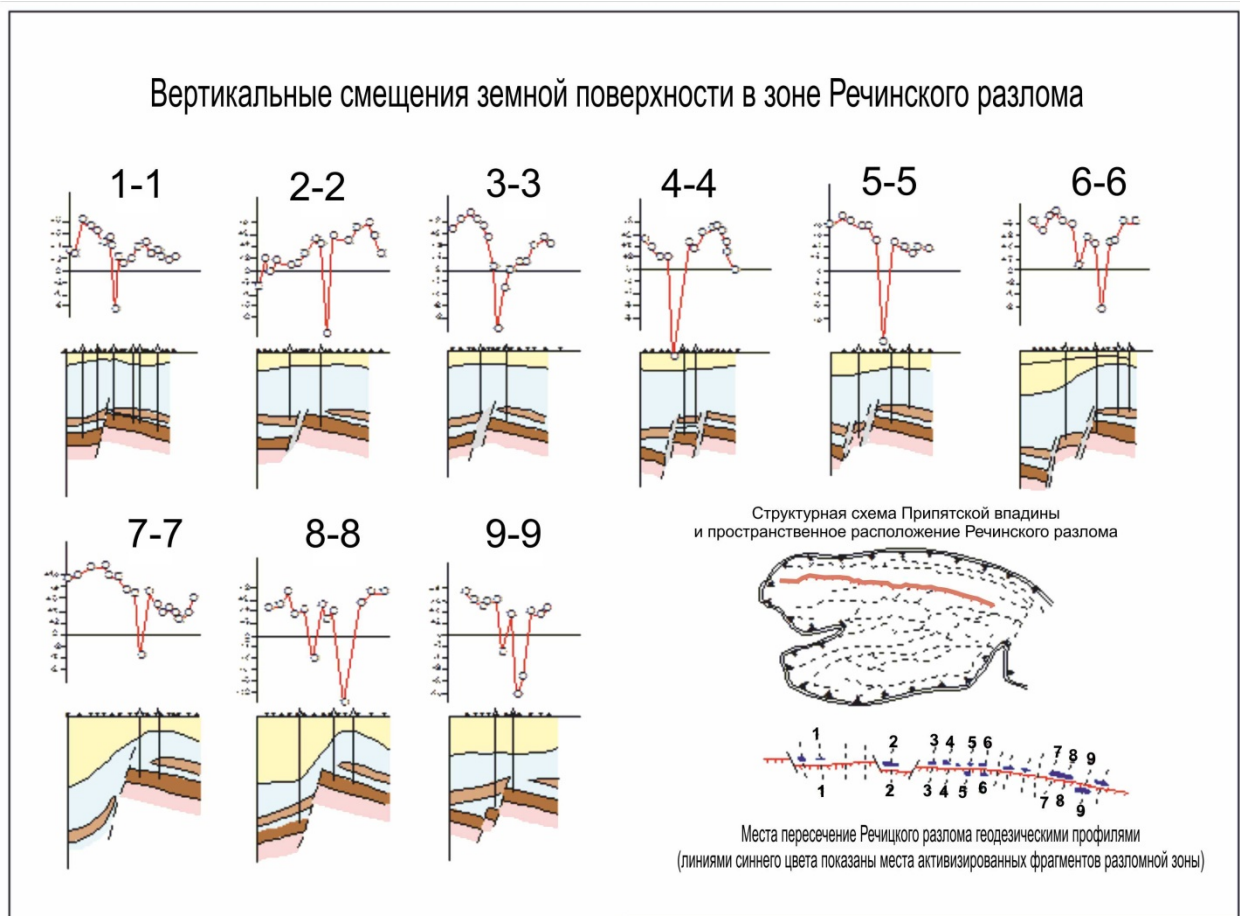 Вертикальные смещения земной поверхности в зоне Речинского разлома
1-1
2-2
3-3
4-4
5-5
6-6
7-7
8-8
9-9
Структурная схема Припятской впадины
и пространственное расположение Речинского разлома
1 2 3 4 5 6 7 8 9
1 2 3 4 5 6 7 8 9
Места пересечение Речицкого разлома геодезическими профилями
(линиями синнего цвета показаны места активизированных фрагментов разломной зоны)